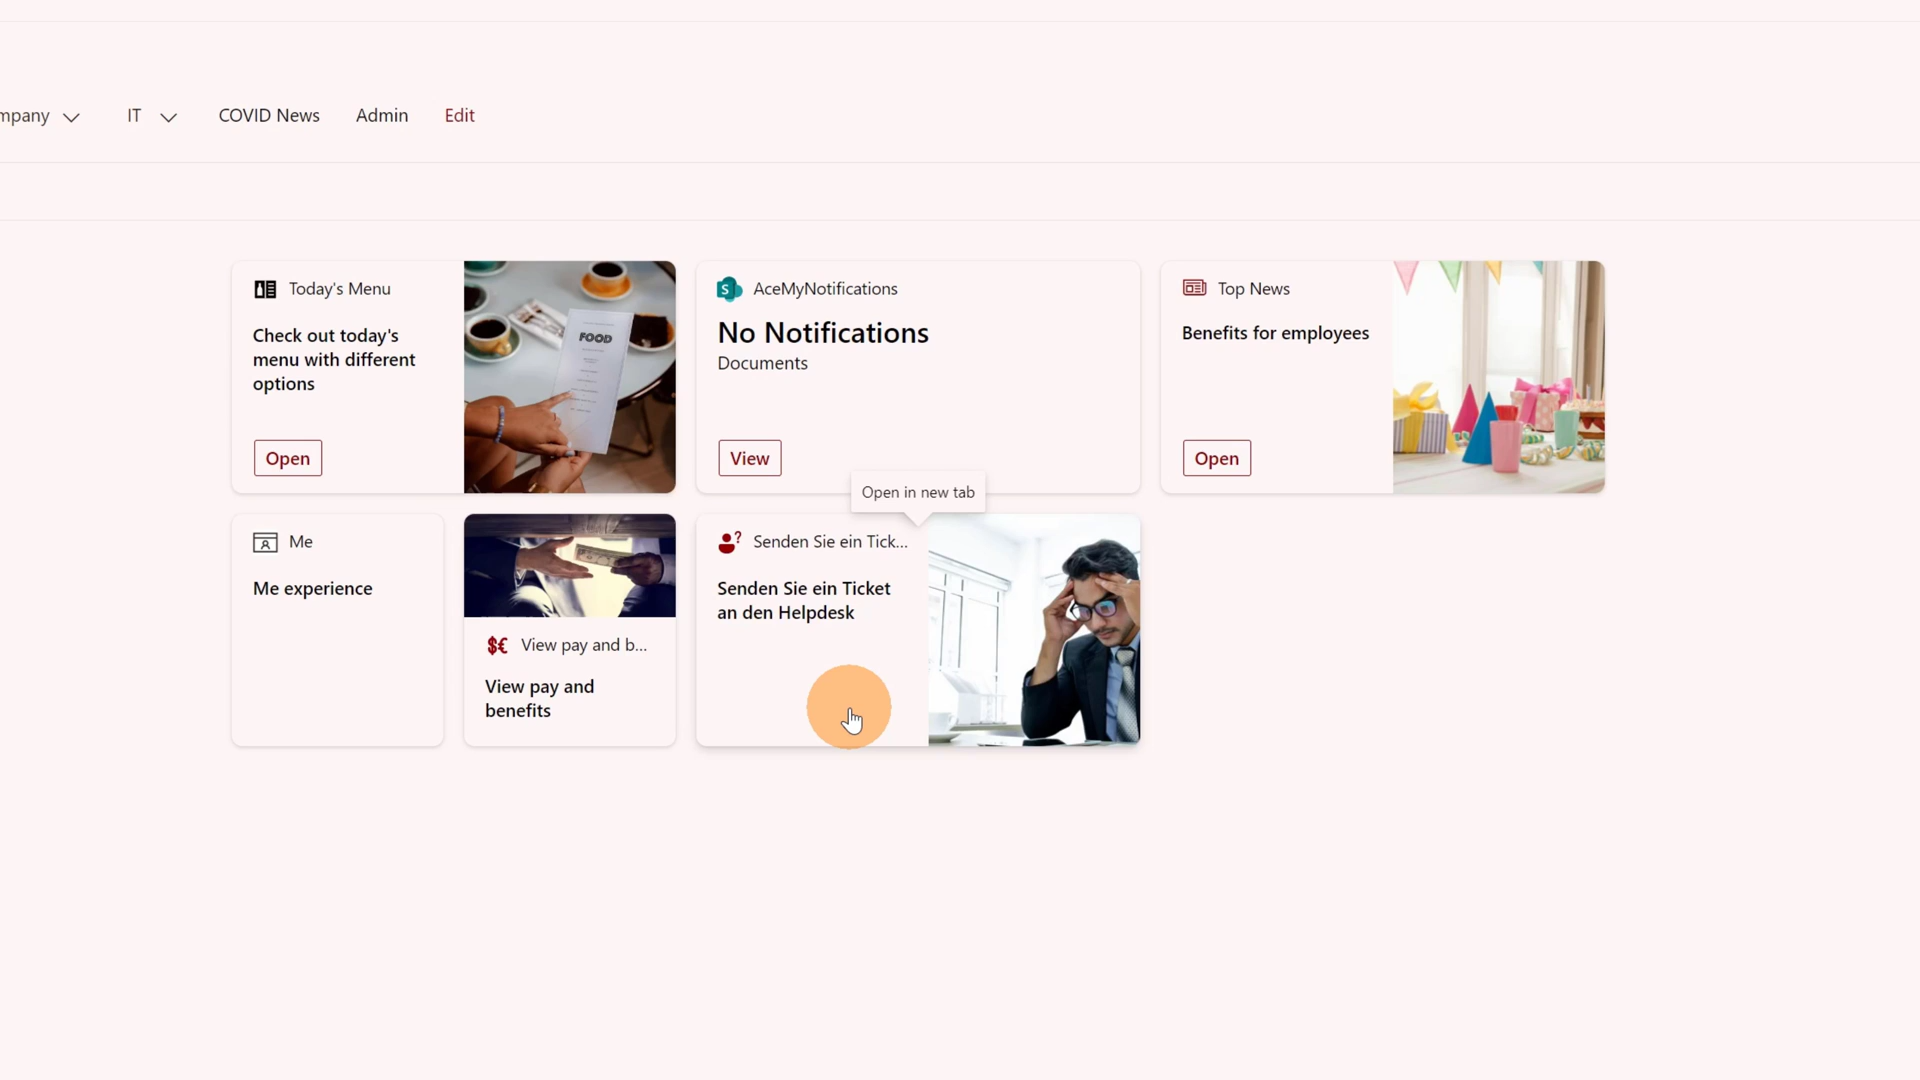 mpany
IT
COVID News
Admin
Edit
Today's Menu
Check out today's
menu with different
options
Open
FOOD
AceMyNotifications
No Notifications
Documents
View
Top News
Benefits for employees
Open
Open in new tab
Me
Me experience
$€ View pay and b...
View pay and
benefits
Senden Sie ein Tick...
Senden Sie ein Ticket
an den Helpdesk